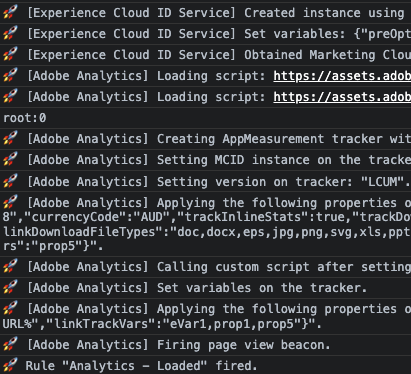 🚀 [Experience Cloud ID Service] Created instance using
🚀 [Experience Cloud ID Service] Set variables: {"preOpt
🚀 [Experience Cloud ID Service] Obtained Marketing Clou
🚀 [Adobe Analytics] Loading script: https://assets.adob
🚀 [Adobe Analytics] Loading script: https://assets.adob
root:0
🚀 [Adobe Analytics] Creating AppMeasurement tracker wit
🚀 [Adobe Analytics] Setting MCID instance on the tracke
🚀 [Adobe Analytics] Setting version on tracker: "LCUM".
🚀 [Adobe Analytics] Applying the following properties o
8","currencyCode":"AUD","trackInlineStats":true,"trackDo
linkDownloadFileTypes":"doc,docx,eps,jpg,png,svg,xls,ppt
rs":"prop5"}".
🚀 [Adobe Analytics] Calling custom script after setting
🚀 [Adobe Analytics] Set variables on the tracker.
🚀 [Adobe Analytics] Applying the following properties o
URL%","linkTrackVars":"eVar1,prop1,prop5"}".
🚀 [Adobe Analytics] Firing page view beacon.
🚀 Rule "Analytics - Loaded" fired.